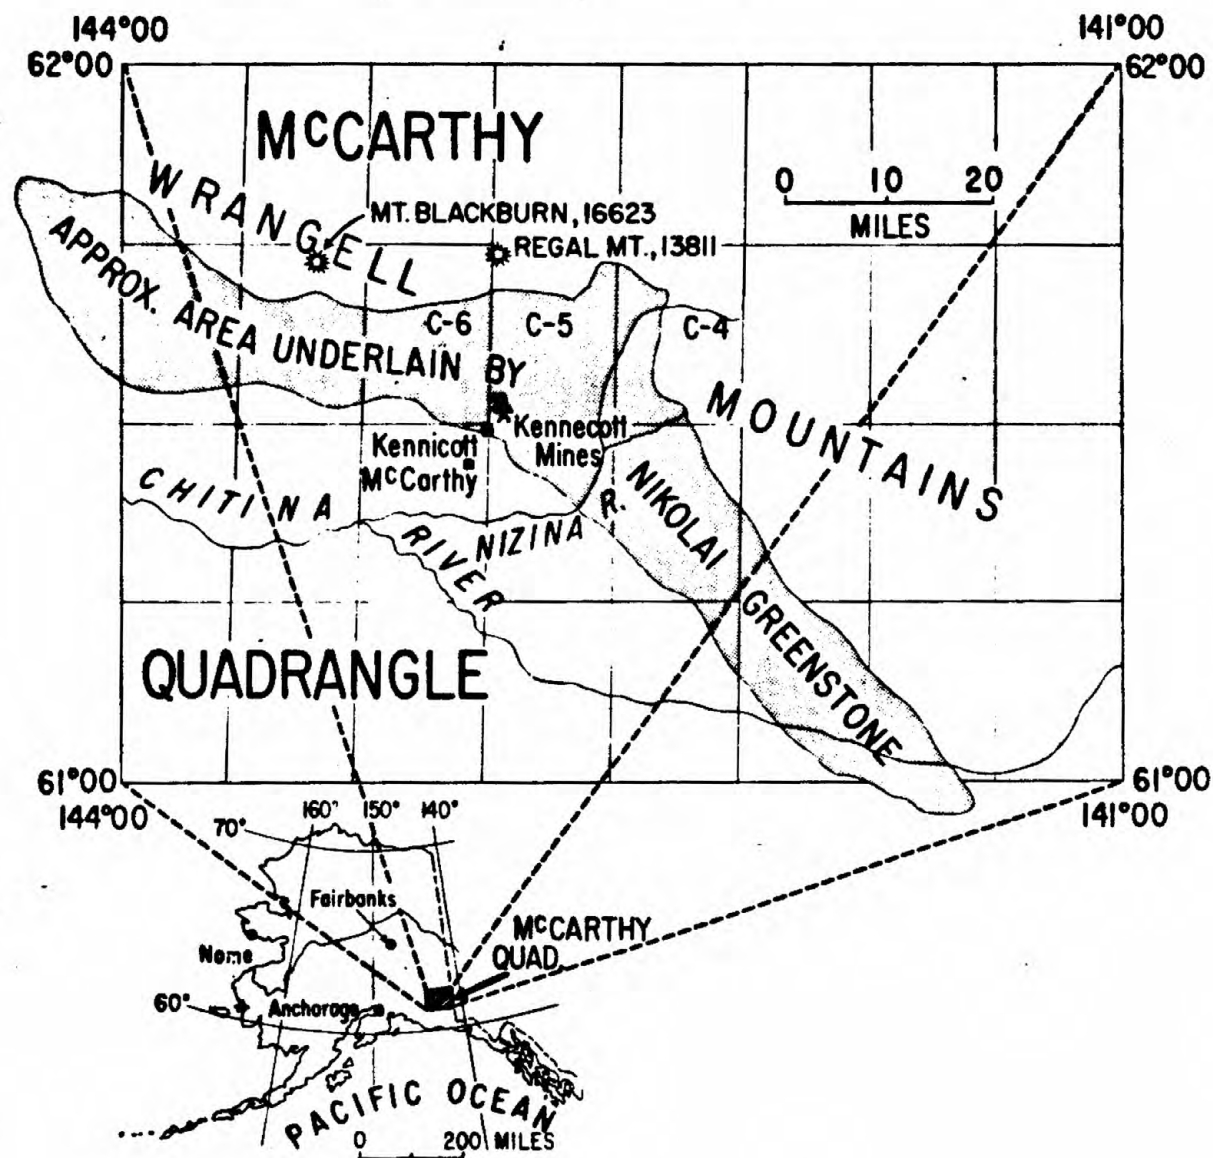 144°00
141°00
62°00
62°00
McCARTHY
0 10 20
MILES
WRANGELL
MT. BLACKBURN, 16623
REGAL MT., 13811
APPROX. AREA UNDERLAIN BY
C-6
C-5
C-4
MOUNTAINS
Kennecott
Mines
Kennicott
McCarthy
CHITINA
RIVER
NIZINA R.
NIKOLAI
GREENSTONE
QUADRANGLE
61°00
61°00
144°00
141°00
160°
150°
140°
70°
Fairbanks
McCARTHY
QUAD.
Nome
60°
Anchorage
PACIFIC OCEAN
0 200 MILES